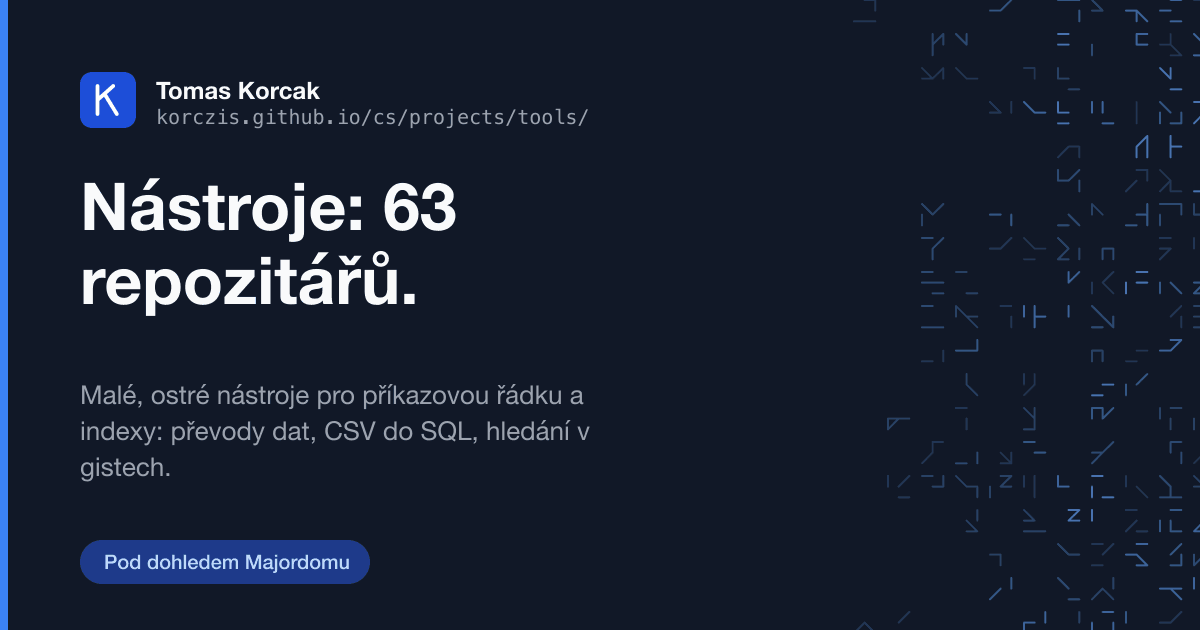 Tomas Korcak
korczis.github.io/cs/projects/tools/
Nástroje: 63
repozitářů.
Malé, ostré nástroje pro příkazovou řádku a
indexy: převody dat, CSV do SQL, hledání v
gistech.
Pod dohledem Majordomu